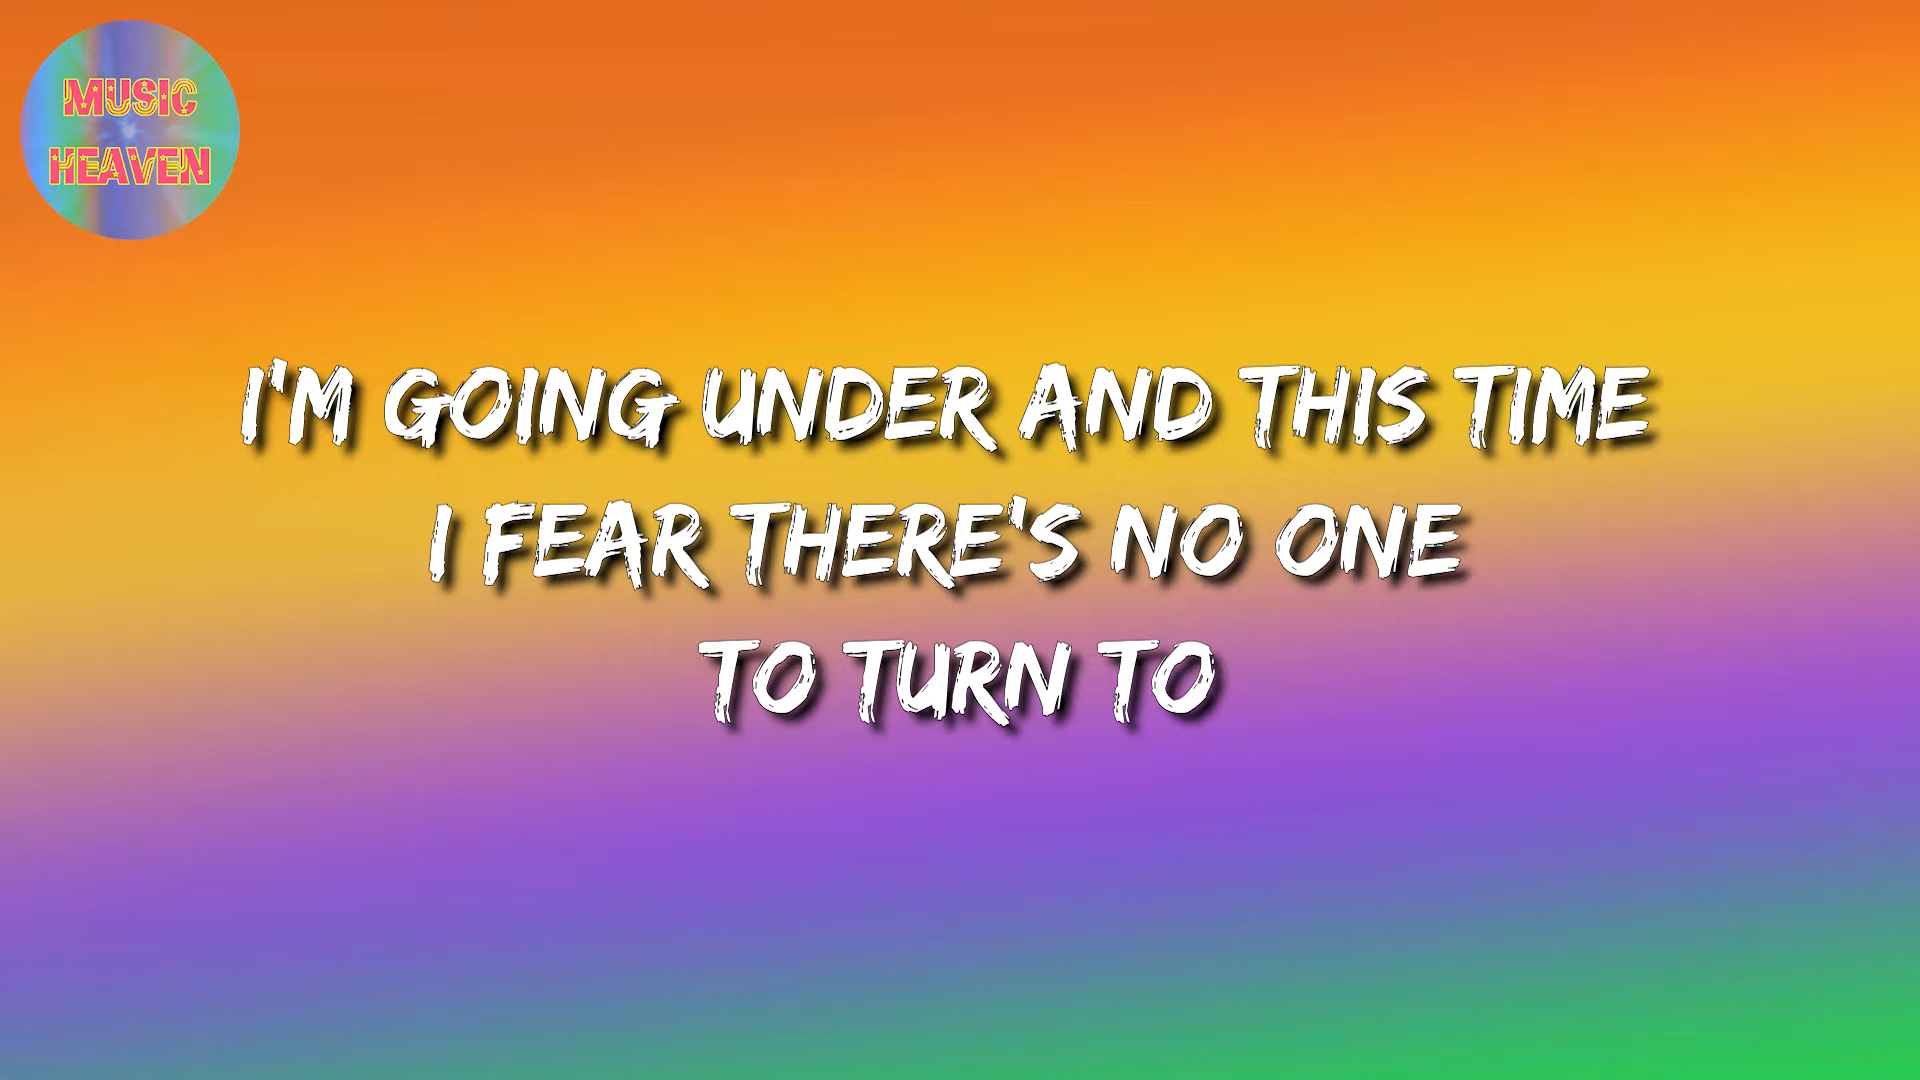 MUSIC
HEAVEN
I'M GOING UNDER AND THIS TIME
I FEAR THERE'S NO ONE
TO TURN TO